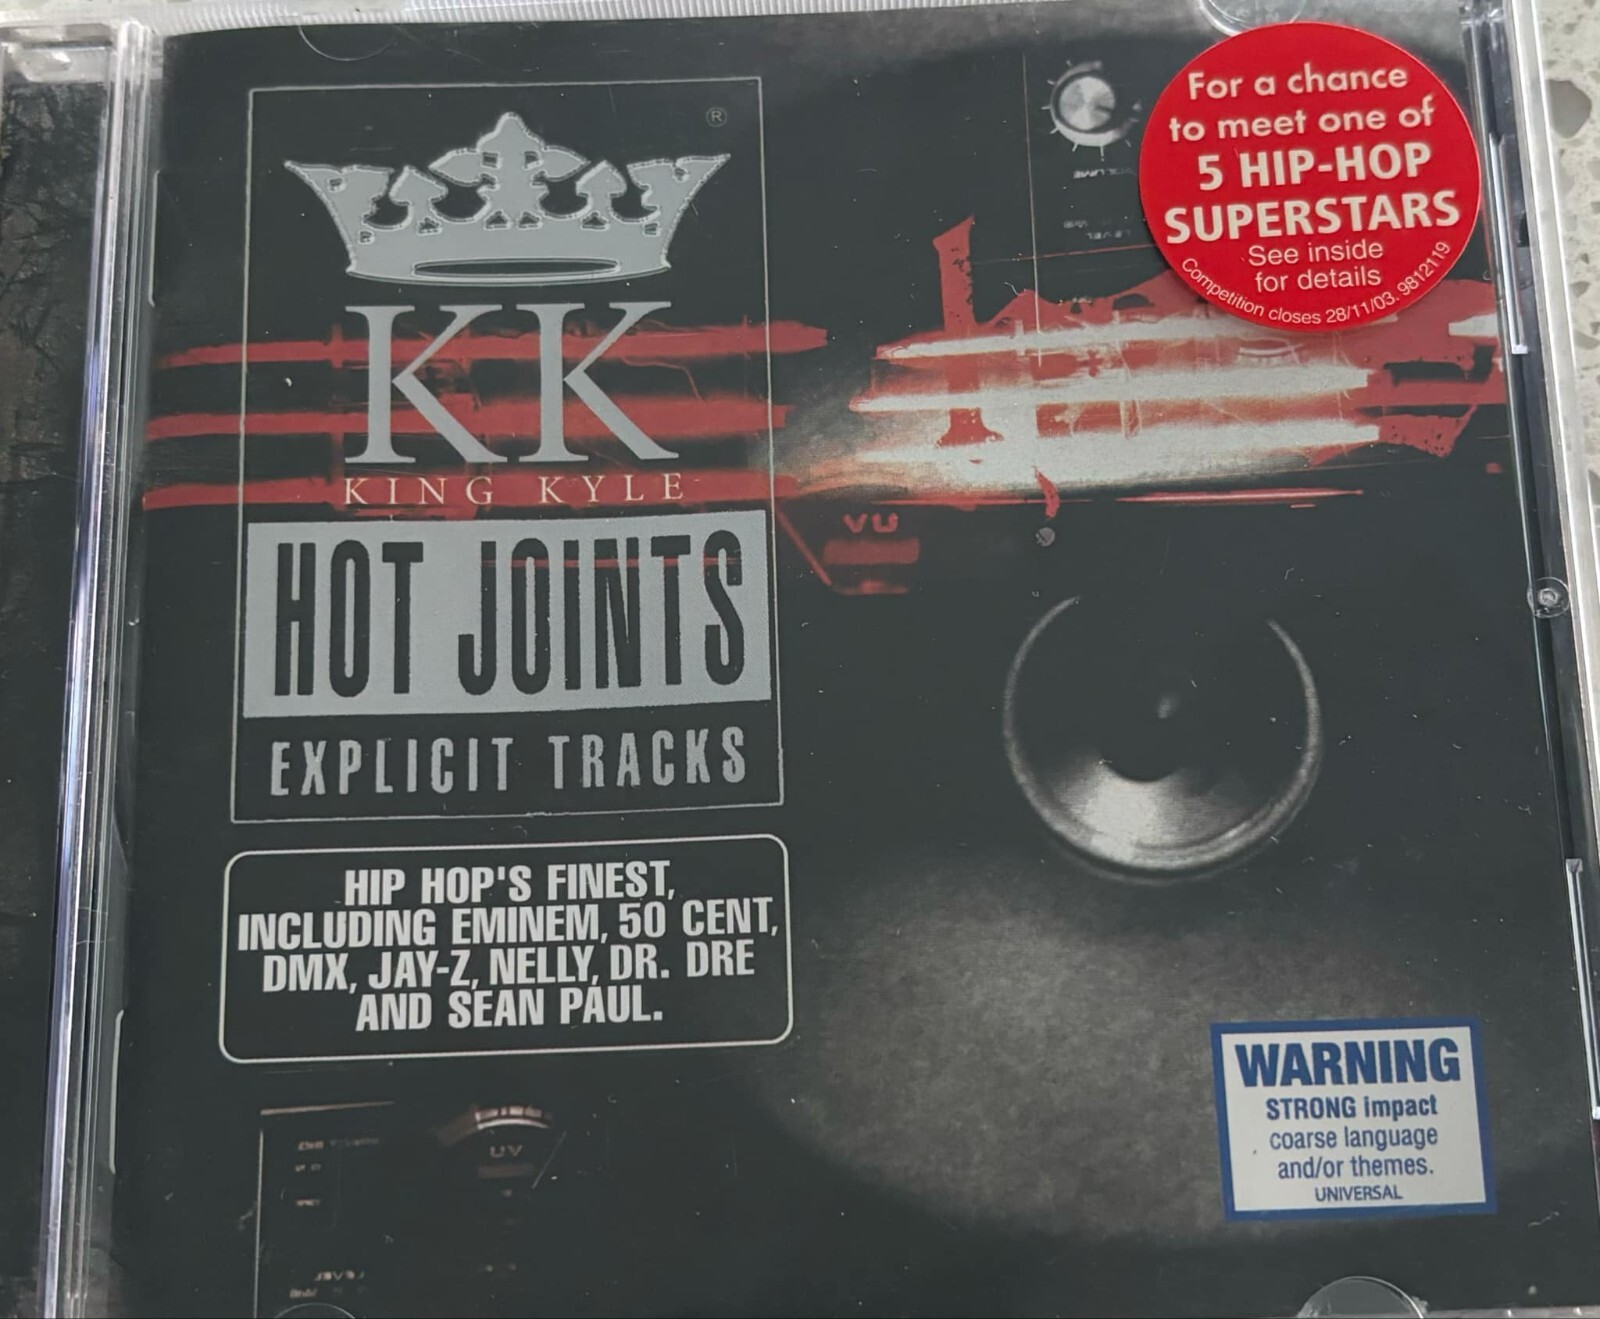 ®
KK
KING KYLE
HOT JOINTS
EXPLICIT TRACKS
HIP HOP'S FINEST,
INCLUDING EMINEM, 50 CENT,
DMX, JAY-Z, NELLY, DR. DRE
AND SEAN PAUL.
For a chance
to meet one of
5 HIP-HOP
SUPERSTARS
See inside
for details
Competition closes 28/11/03. 9812119
VU
WARNING
STRONG impact
coarse language
and/or themes.
UNIVERSAL